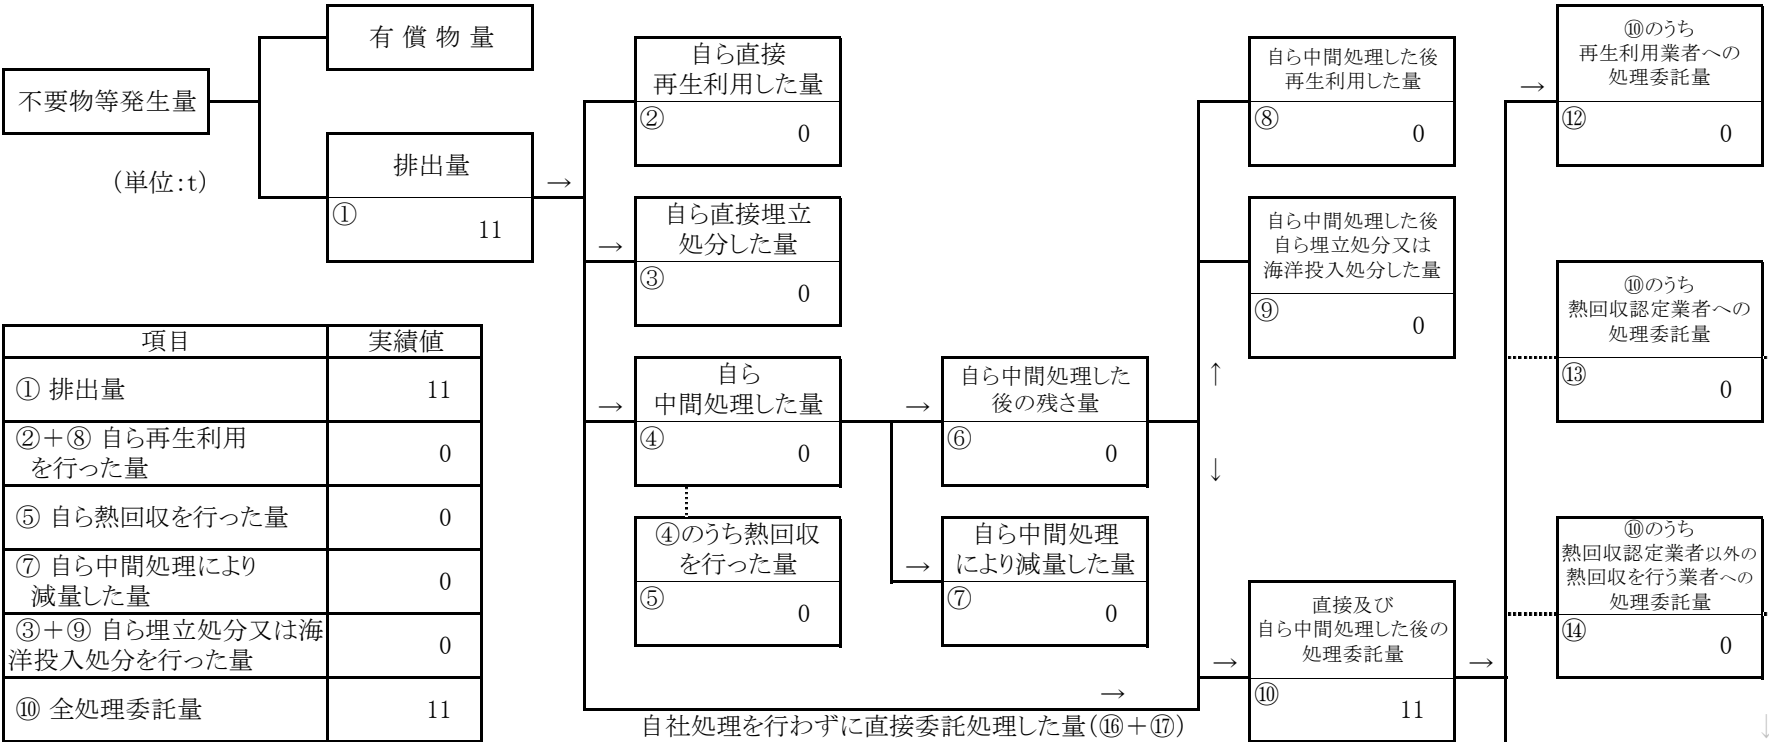 不要物等発生量
(単位:t)
有 償 物 量
排出量
①
11
→
自ら直接
再生利用した量
②
0
→
自ら直接埋立
処分した量
③
0
→
自ら
中間処理した量
④
0
④のうち熱回収
を行った量
⑤
0
→
自ら中間処理した
後の残さ量
⑥
0
→
自ら中間処理
により減量した量
⑦
0
自ら中間処理した後
再生利用した量
⑧
0
自ら中間処理した後
自ら埋立処分又は
海洋投入処分した量
⑨
0
↑
↓
→
直接及び
自ら中間処理した後の
処理委託量
⑩
11
→
→
自社処理を行わずに直接委託処理した量(⑯+⑰)
→
⑩のうち
再生利用業者への
処理委託量
⑫
0
⑩のうち
熱回収認定業者への
処理委託量
⑬
0
⑩のうち
熱回収認定業者以外の
熱回収を行う業者への
処理委託量
⑭
0
↓
項目 実績値
① 排出量 11
②+⑧ 自ら再生利用
を行った量 0
⑤ 自ら熱回収を行った量 0
⑦ 自ら中間処理により
減量した量 0
③+⑨ 自ら埋立処分又は海
洋投入処分を行った量 0
⑩ 全処理委託量 11